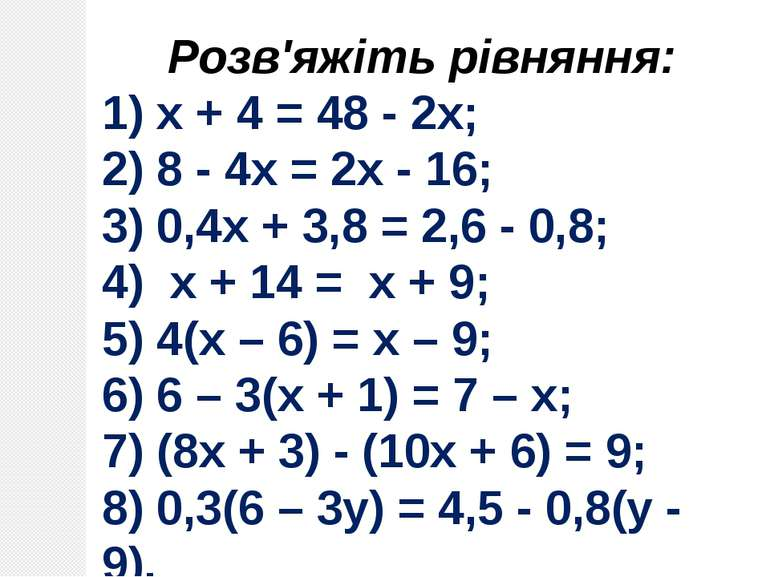 Розв'яжіть рівняння:
1) х + 4 = 48 - 2х;
2) 8 - 4х = 2х - 16;
3) 0,4х + 3,8 = 2,6 - 0,8;
4)  х + 14 =  х + 9;
5) 4(х – 6) = х – 9;
6) 6 – 3(х + 1) = 7 – х;
7) (8х + 3) - (10х + 6) = 9;
8) 0,3(6 – 3у) = 4,5 - 0,8(у -
9).